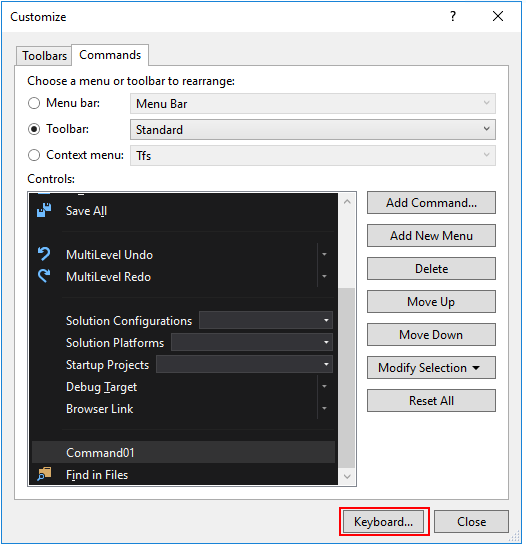 Customize
Toolbars Commands
Choose a menu or toolbar to rearrange:
Menu bar: Menu Bar
Toolbar: Standard
Context menu: Tfs
Controls:
Save All
MultiLevel Undo
MultiLevel Redo
Solution Configurations
Solution Platforms
Startup Projects
Debug Target
Browser Link
Command01
Find in Files
Add Command...
Add New Menu
Delete
Move Up
Move Down
Modify Selection
Reset All
Keyboard... Close